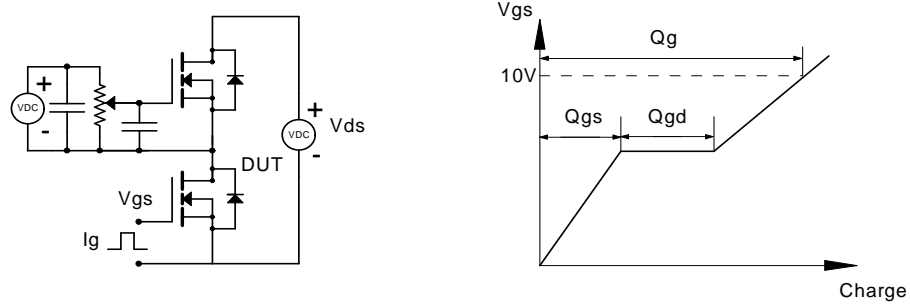 +
VDC
-
+
VDC
-
Vds
DUT
Vgs
Ig
Vgs
Qg
10V
Qgs
Qgd
Charge